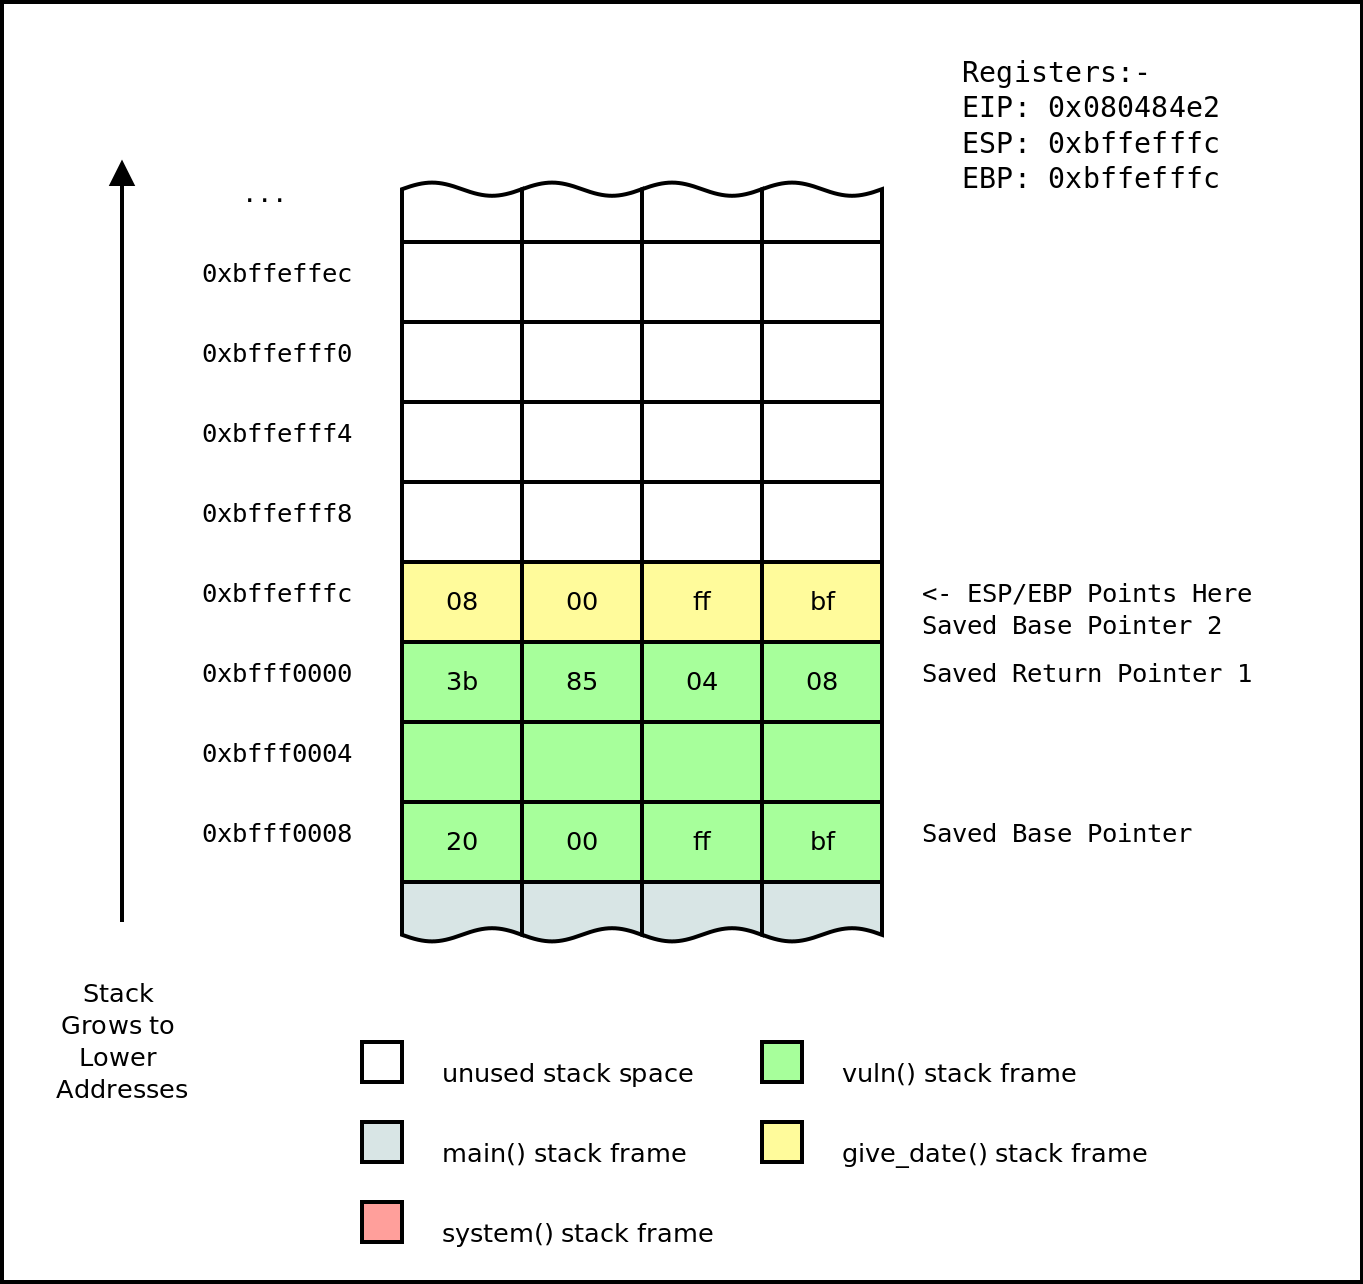 Registers:-
EIP: 0x080484e2
ESP: 0xbffefffc
EBP: 0xbffefffc
...
0xbffeffec
0xbffefff0
0xbffefff4
0xbffefff8
0xbffefffc 08 00 ff bf <- ESP/EBP Points Here
Saved Base Pointer 2
0xbfff0000 3b 85 04 08 Saved Return Pointer 1
0xbfff0004
0xbfff0008 20 00 ff bf Saved Base Pointer
Stack
Grows to
Lower
Addresses
unused stack space
vuln() stack frame
main() stack frame
give_date() stack frame
system() stack frame